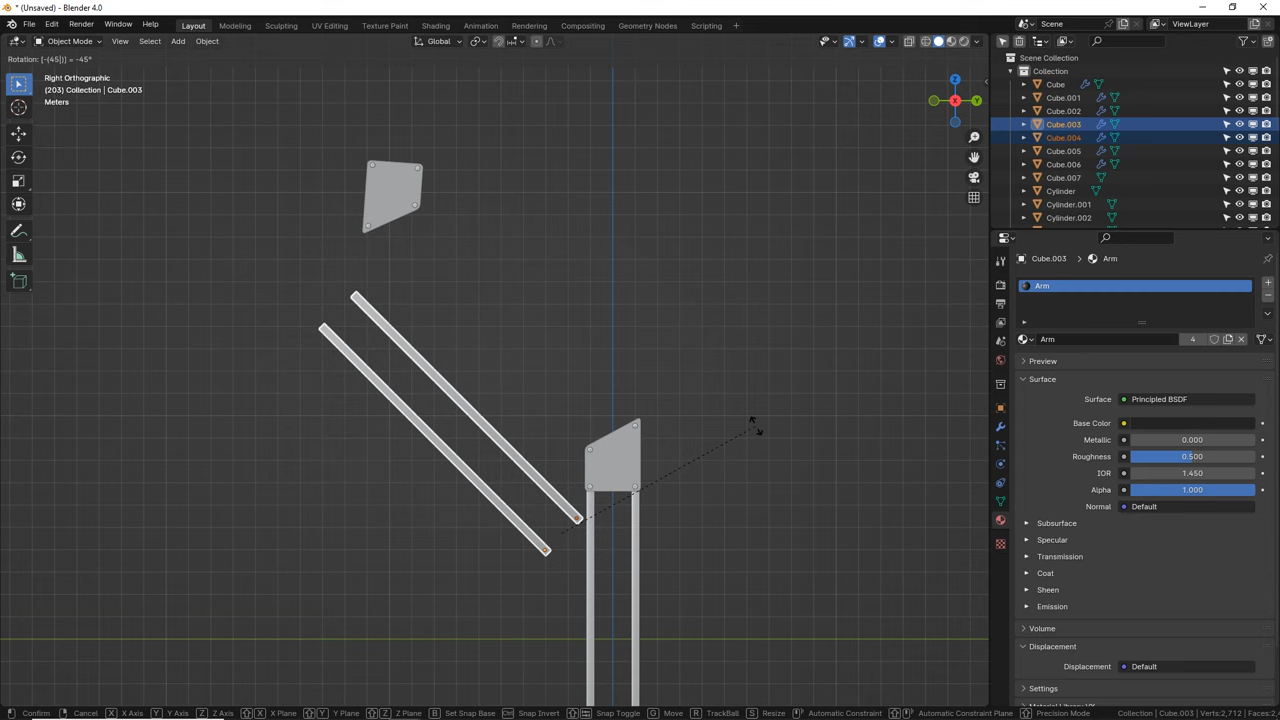 * (Unsaved) - Blender 4.0
File Edit Render Window Help Layout Modeling Sculpting UV Editing Texture Paint Shading Animation Rendering Compositing Geometry Nodes Scripting Scene ViewLayer
Object Mode View Select Add Object Global
Rotation: [-(45|)] = -45°
Right Orthographic
(203) Collection | Cube.003
Meters
Z
X
Y
Scene Collection
Collection
Cube
Cube.001
Cube.002
Cube.003
Cube.004
Cube.005
Cube.006
Cube.007
Cylinder
Cylinder.001
Cylinder.002
Cube.003 > Arm
Arm
Arm 4
Preview
Surface
Surface Principled BSDF
Base Color
Metallic 0.000
Roughness 0.500
IOR 1.450
Alpha 1.000
Normal Default
Subsurface
Specular
Transmission
Coat
Sheen
Emission
Volume
Displacement
Displacement Default
Settings
Confirm Cancel X X Axis Y Y Axis Z Z Axis X X Plane Y Y Plane Z Z Plane B Set Snap Base Snap Invert Snap Toggle G Move R TrackBall S Resize Automatic Constraint Automatic Constraint Plane Precision Mode Collection | Cube.003 | Verts:2,712 | Faces:2